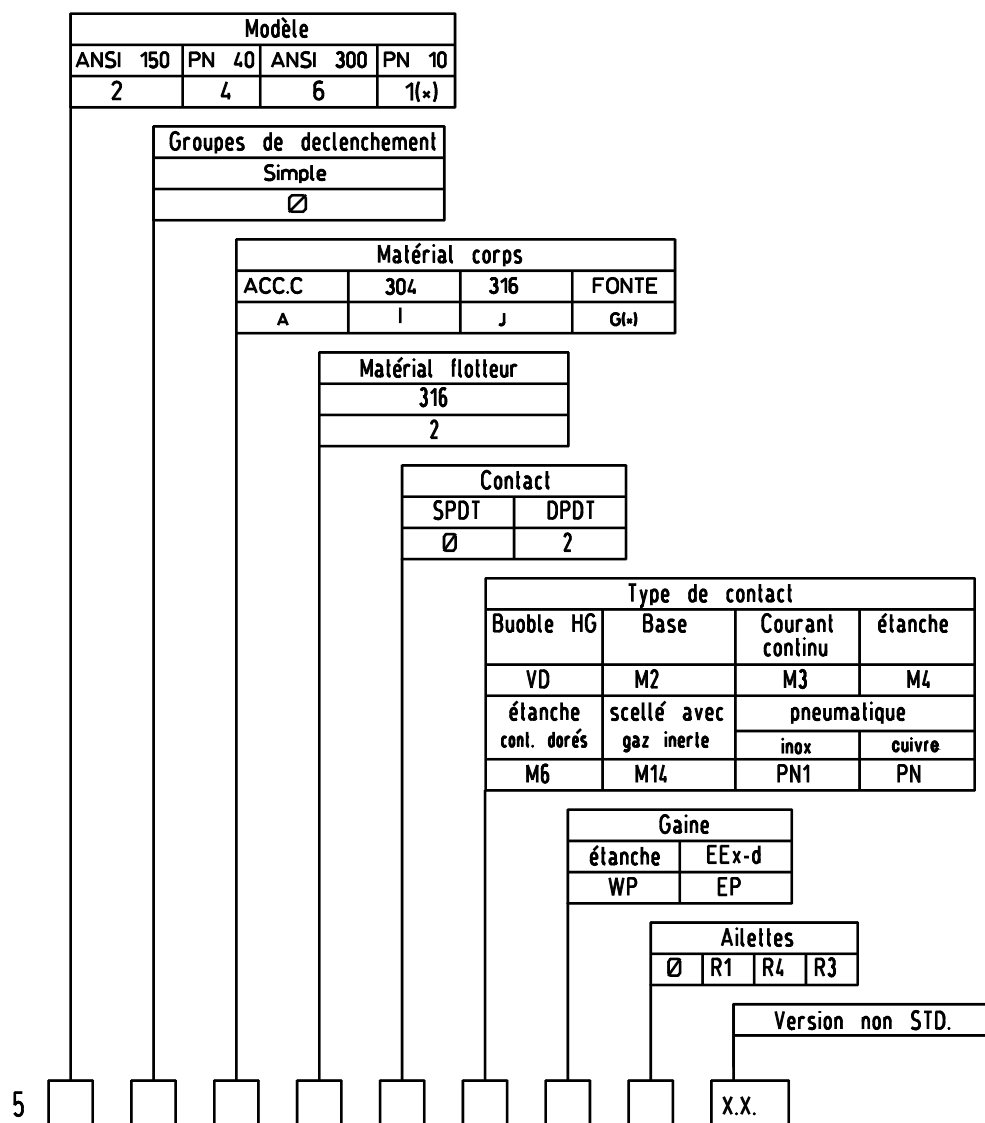 Modèle
ANSI 150 PN 40 ANSI 300 PN 10
2 4 6 1(*)
Groupes de declenchement
Simple
Ø
Matérial corps
ACC.C 304 316 FONTE
A I J G(*)
Matérial flotteur
316
2
Contact
SPDT DPDT
Ø 2
Type de contact
Buoble HG Base Courant étanche
continu
VD M2 M3 M4
étanche scellé avec pneumatique
cont. dorés gaz inerte inox cuivre
M6 M14 PN1 PN
Gaine
étanche EEx-d
WP EP
Ailettes
Ø R1 R4 R3
Version non STD.
5 X.X.